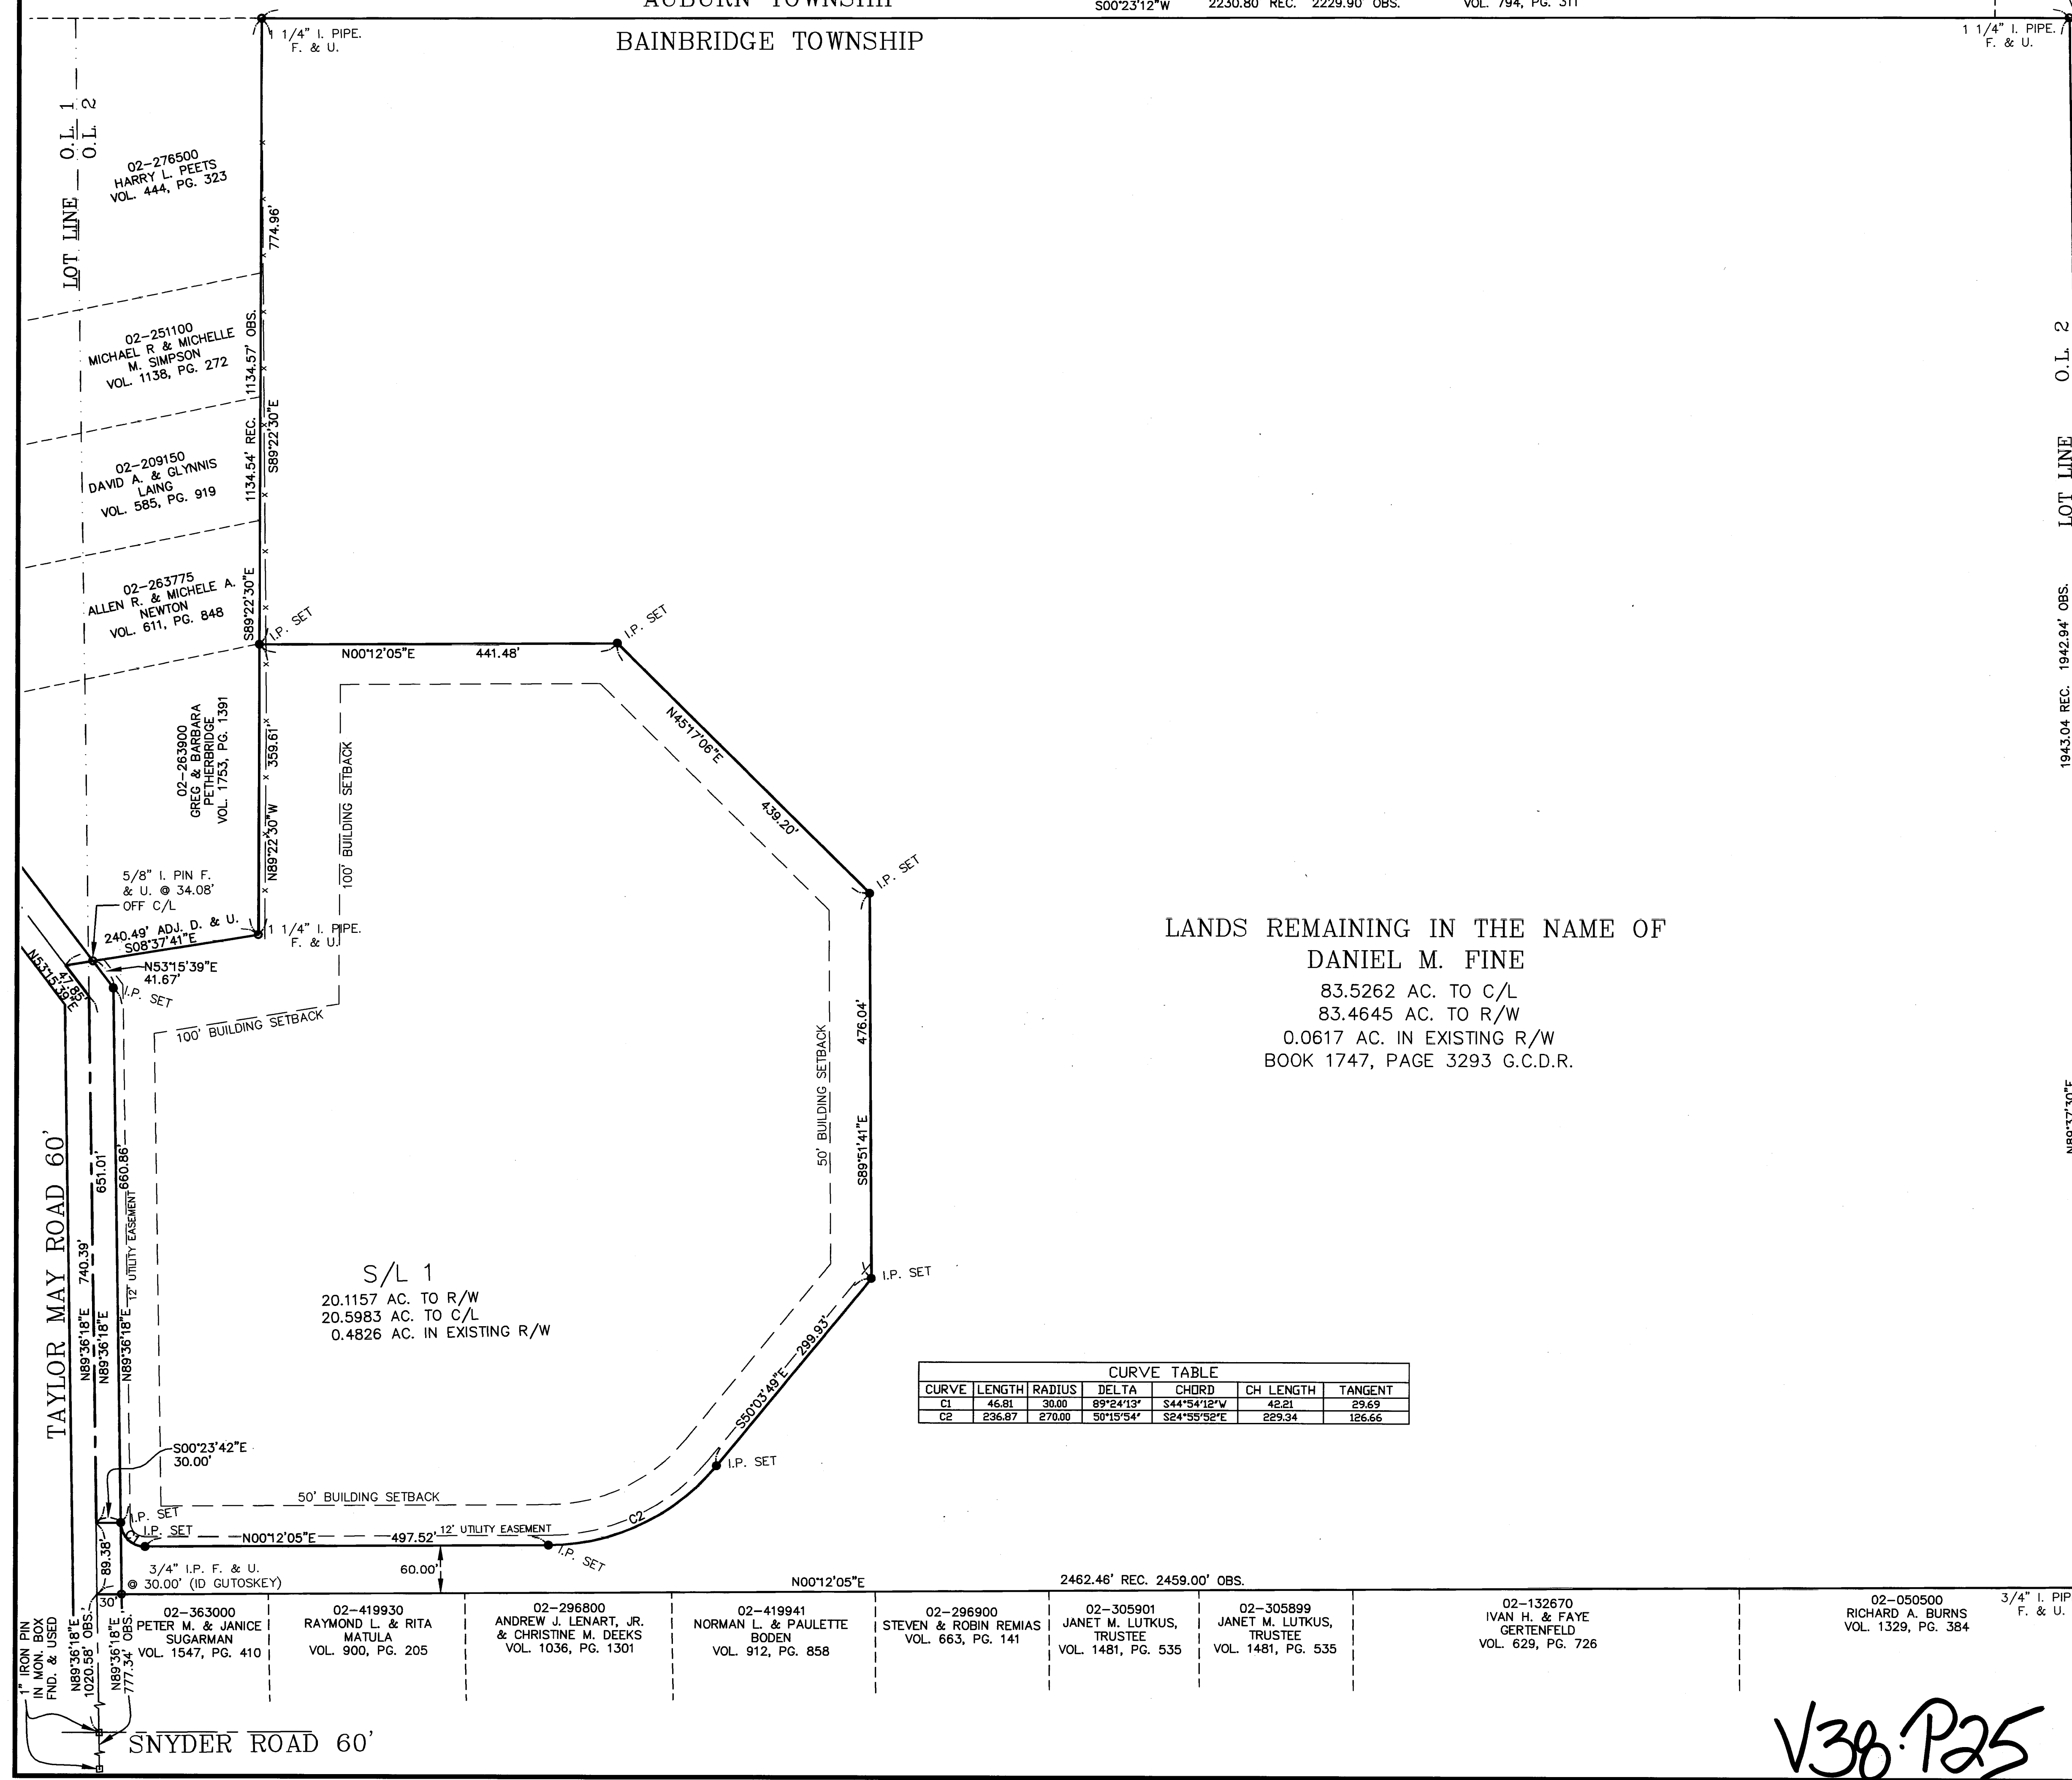 S00°23'12"W 2230.80 REC. 2229.90 OBS. VOL. 794, PG. 311
BAINBRIDGE TOWNSHIP
1 1/4" I. PIPE.
F. & U.
1 1/4" I. PIPE.
F. & U.
LOT LINE O.L. 1
O.L. 2
02-276500
HARRY L. PEETS
VOL. 444, PG. 323
774.96'
02-251100
MICHAEL R & MICHELLE
M. SIMPSON
VOL. 1138, PG. 272
1134.54' REC. 1134.57' OBS.
S89°22'30"E
02-209150
DAVID A. & GLYNNIS
LAING
VOL. 585, PG. 919
02-263775
ALLEN R. & MICHELE A.
NEWTON
VOL. 611, PG. 848
S89°22'30"E
I.P. SET
N00°12'05"E 441.48'
I.P. SET
N45°17'06"E
439.20'
I.P. SET
02-263900
GREG & BARBARA
PETHERBRIDGE
VOL. 1753, PG. 1391
359.61'
N89°22'30"W
100' BUILDING SETBACK
5/8" I. PIN F.
& U. @ 34.08'
OFF C/L
240.49' ADJ. D. & U.
S08°37'41"E
1 1/4" I. PIPE.
F. & U.
N53°15'39"E
41.67'
I.P. SET
47.85'
N53°15'39"E
100' BUILDING SETBACK
50' BUILDING SETBACK
476.04'
S89°51'41"E
LOT LINE O.L. 2
1943.04 REC. 1942.94' OBS.
N89°37'30"E
LANDS REMAINING IN THE NAME OF
DANIEL M. FINE
83.5262 AC. TO C/L
83.4645 AC. TO R/W
0.0617 AC. IN EXISTING R/W
BOOK 1747, PAGE 3293 G.C.D.R.
TAYLOR MAY ROAD 60'
N89°36'18"E 740.39'
N89°36'18"E 651.01'
N89°36'18"E 660.86'
12' UTILITY EASEMENT
S/L 1
20.1157 AC. TO R/W
20.5983 AC. TO C/L
0.4826 AC. IN EXISTING R/W
I.P. SET
S50°03'49"E 299.93'
I.P. SET
CURVE TABLE
CURVE LENGTH RADIUS DELTA CHORD CH LENGTH TANGENT
C1 46.81 30.00 89°24'13" S44°54'12"W 42.21 29.69
C2 236.87 270.00 50°15'54" S24°55'52"E 229.34 126.66
S00°23'42"E
30.00'
50' BUILDING SETBACK
I.P. SET
C1
I.P. SET
N00°12'05"E 497.52' 12' UTILITY EASEMENT
C2
I.P. SET
89.38'
3/4" I.P. F. & U.
@ 30.00' (ID GUTOSKEY)
60.00'
N00°12'05"E 2462.46' REC. 2459.00' OBS.
30'
1" IRON PIN
IN MON. BOX
FND. & USED
N89°36'18"E
1020.58' OBS.
N89°36'18"E
777.34' OBS.
02-363000
PETER M. & JANICE
SUGARMAN
VOL. 1547, PG. 410
02-419930
RAYMOND L. & RITA
MATULA
VOL. 900, PG. 205
02-296800
ANDREW J. LENART, JR.
& CHRISTINE M. DEEKS
VOL. 1036, PG. 1301
02-419941
NORMAN L. & PAULETTE
BODEN
VOL. 912, PG. 858
02-296900
STEVEN & ROBIN REMIAS
VOL. 663, PG. 141
02-305901
JANET M. LUTKUS,
TRUSTEE
VOL. 1481, PG. 535
02-305899
JANET M. LUTKUS,
TRUSTEE
VOL. 1481, PG. 535
02-132670
IVAN H. & FAYE
GERTENFELD
VOL. 629, PG. 726
02-050500
RICHARD A. BURNS
VOL. 1329, PG. 384
3/4" I. PIP
F. & U.
SNYDER ROAD 60'
V38:P25